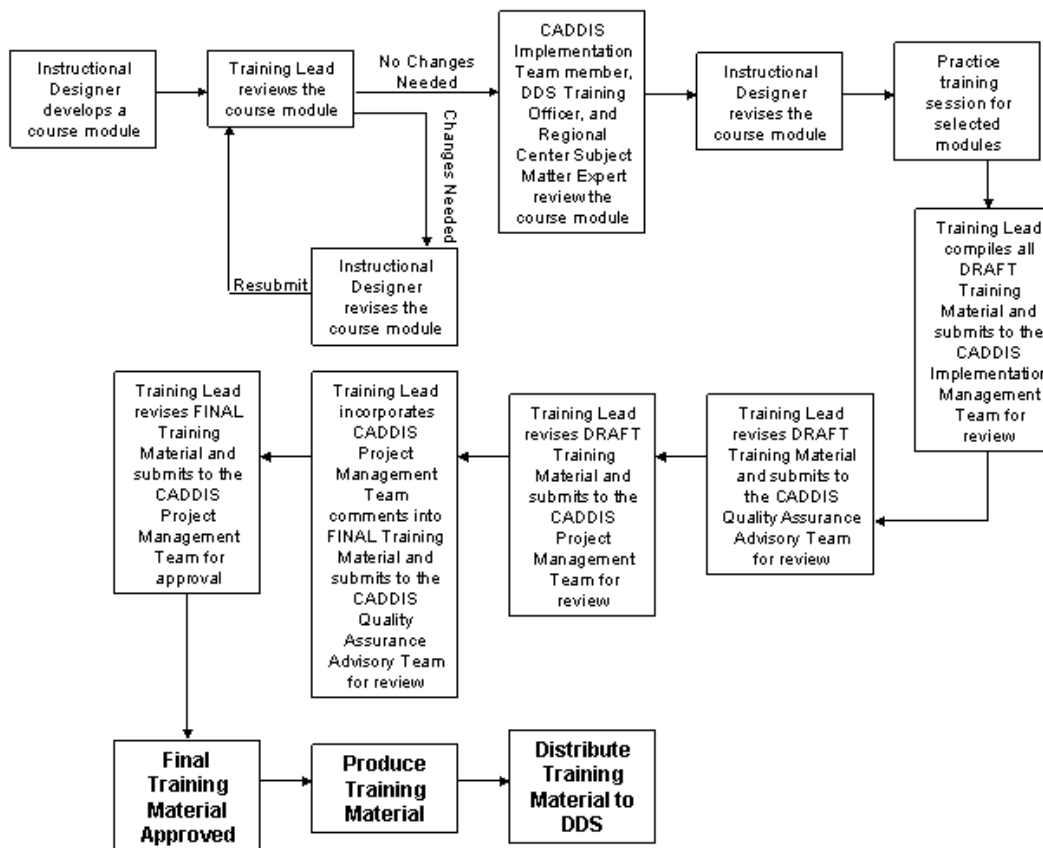 Instructional
Designer
develops a
course module
Training Lead
reviews the
course module
No Changes
Needed
Changes Needed
CADDIS
Implementation
Team member,
DDS Training
Officer, and
Regional
Center Subject
Matter Expert
review the
course module
Instructional
Designer
revises the
course module
Practice
training
session for
selected
modules
Resubmit
Instructional
Designer
revises the
course module
Training Lead
compiles all
DRAFT
Training
Material and
submits to the
CADDIS
Implementation
Management
Team for
review
Training Lead
revises DRAFT
Training Material
and submits to
the CADDIS
Quality Assurance
Advisory Team
for review
Training Lead
revises DRAFT
Training
Material and
submits to the
CADDIS
Project
Management
Team for
review
Training Lead
incorporates
CADDIS
Project
Management
Team
comments into
FINAL Training
Material and
submits to the
CADDIS
Quality
Assurance
Advisory Team
for review
Training Lead
revises FINAL
Training
Material and
submits to the
CADDIS
Project
Management
Team for
approval
Final
Training
Material
Approved
Produce
Training
Material
Distribute
Training
Material to
DDS